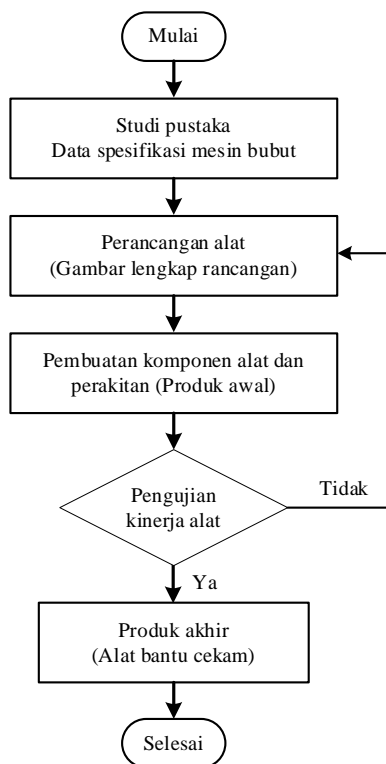 Mulai
Studi pustaka
Data spesifikasi mesin bubut
Perancangan alat
(Gambar lengkap rancangan)
Pembuatan komponen alat dan
perakitan (Produk awal)
Pengujian
kinerja alat
Tidak
Ya
Produk akhir
(Alat bantu cekam)
Selesai